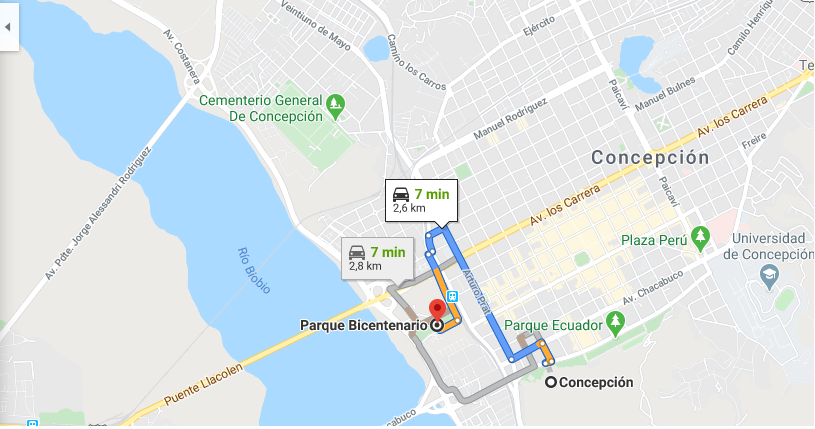 Veintiuno de Mayo
Av. Costanera
Camino los Carros
Ejército
Camilo Henríq
Paicaví
Manuel Bulnes
Te
Cementerio General
De Concepción
Manuel Rodríguez
Av. los Carrera
Freire
Concepción
Av. Pdte. Jorge Alessandri Rodríguez
7 min
2,6 km
Av. los Carrera
Paicaví
Plaza Perú
Universidad
de Concepción
7 min
2,8 km
Río Biobío
Arturo Prat
Av. Chacabuco
Parque Bicentenario
Parque Ecuador
Puente Llacolen
Concepción
cabuco